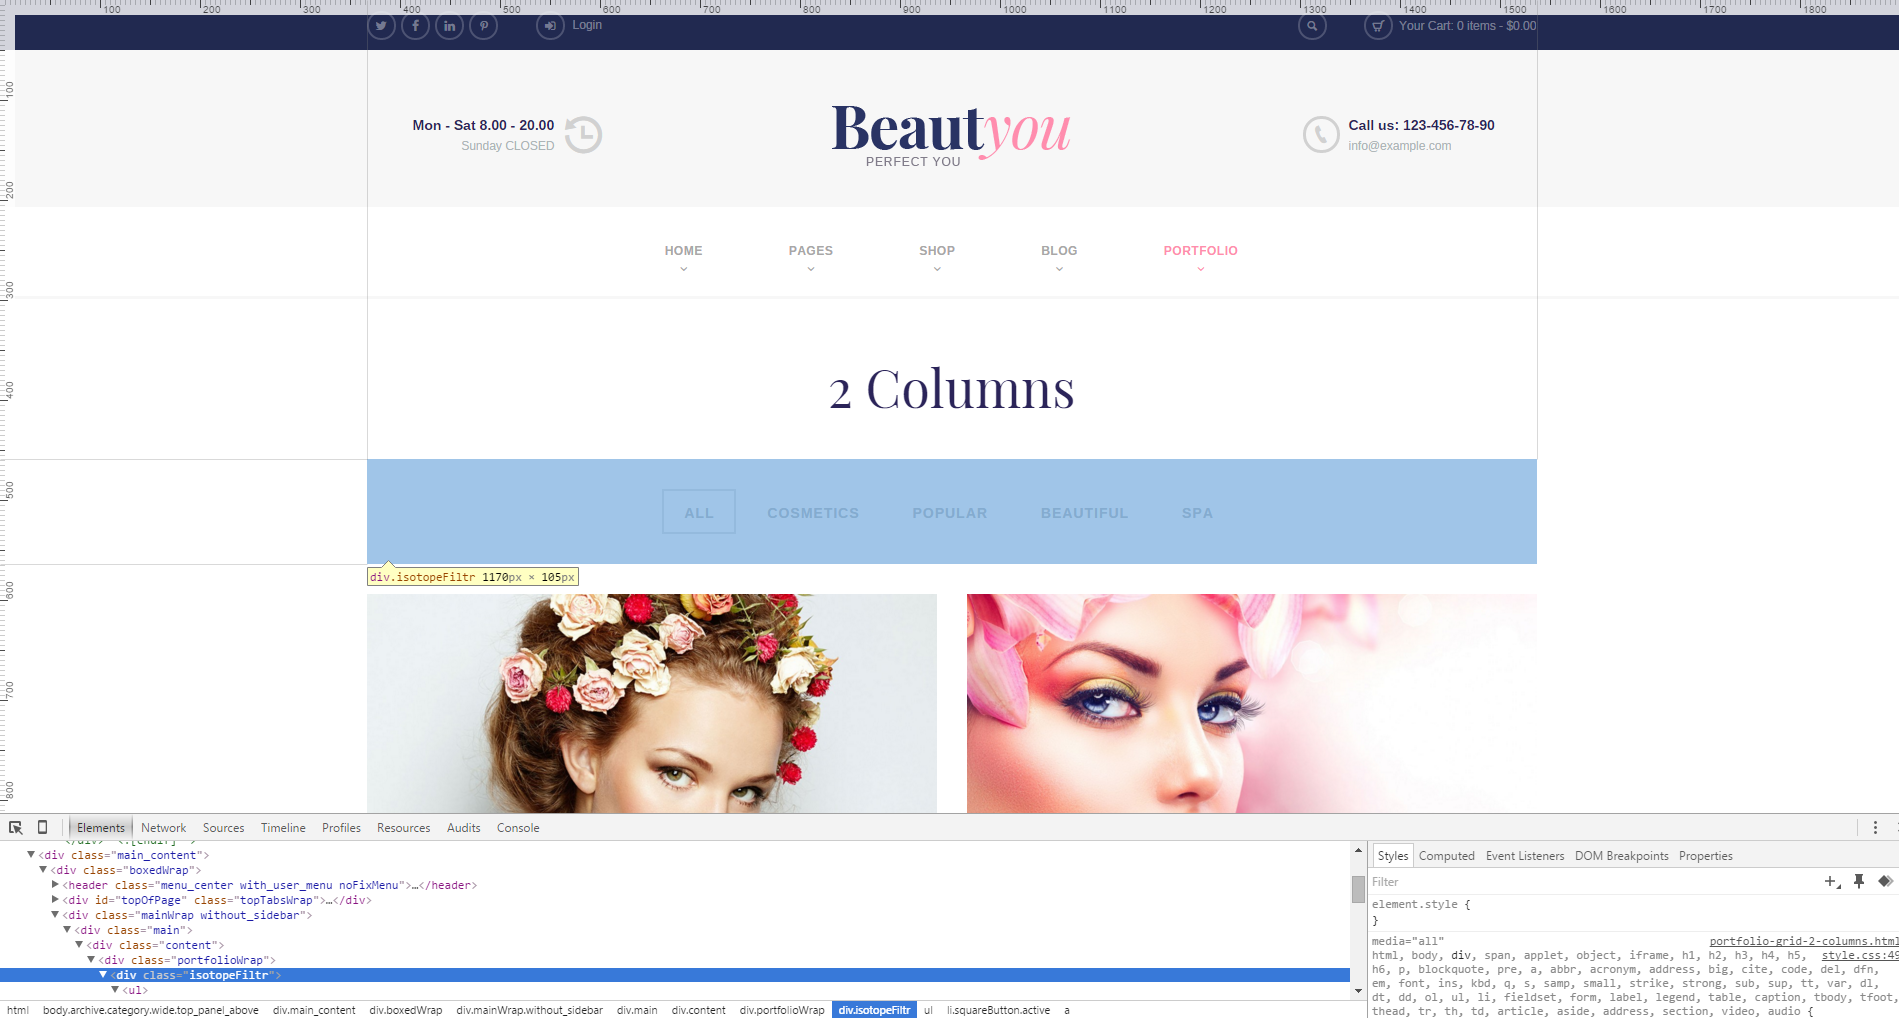 100 200 300 400 500 600 700 800 900 1000 1100 1200 1300 1400 1500 1600 1700 1800
Login
Your Cart: 0 items - $0.00
Mon - Sat 8.00 - 20.00
Sunday CLOSED
Beautyou
PERFECT YOU
Call us: 123-456-78-90
info@example.com
HOME PAGES SHOP BLOG PORTFOLIO
2 Columns
ALL COSMETICS POPULAR BEAUTIFUL SPA
div.isotopeFiltr 1170px × 105px
100
200
300
400
500
600
700
800
Elements Network Sources Timeline Profiles Resources Audits Console
<div class="main_content">
<div class="boxedWrap">
<header class="menu_center with_user_menu noFixMenu">…</header>
<div id="topOfPage" class="topTabsWrap">…</div>
<div class="mainWrap without_sidebar">
<div class="main">
<div class="content">
<div class="portfolioWrap">
<div class="isotopeFiltr">
<ul>
html body.archive.category.wide.top_panel_above div.main_content div.boxedWrap div.mainWrap.without_sidebar div.main div.content div.portfolioWrap div.isotopeFiltr ul li.squareButton.active a
Styles Computed Event Listeners DOM Breakpoints Properties
Filter
element.style {
}
media="all" portfolio-grid-2-columns.html
html, body, div, span, applet, object, iframe, h1, h2, h3, h4, h5, style.css:49
h6, p, blockquote, pre, a, abbr, acronym, address, big, cite, code, del, dfn,
em, font, ins, kbd, q, s, samp, small, strike, strong, sub, sup, tt, var, dl,
dt, dd, ol, ul, li, fieldset, form, label, legend, table, caption, tbody, tfoot,
thead, tr, th, td, article, aside, address, section, video, audio {